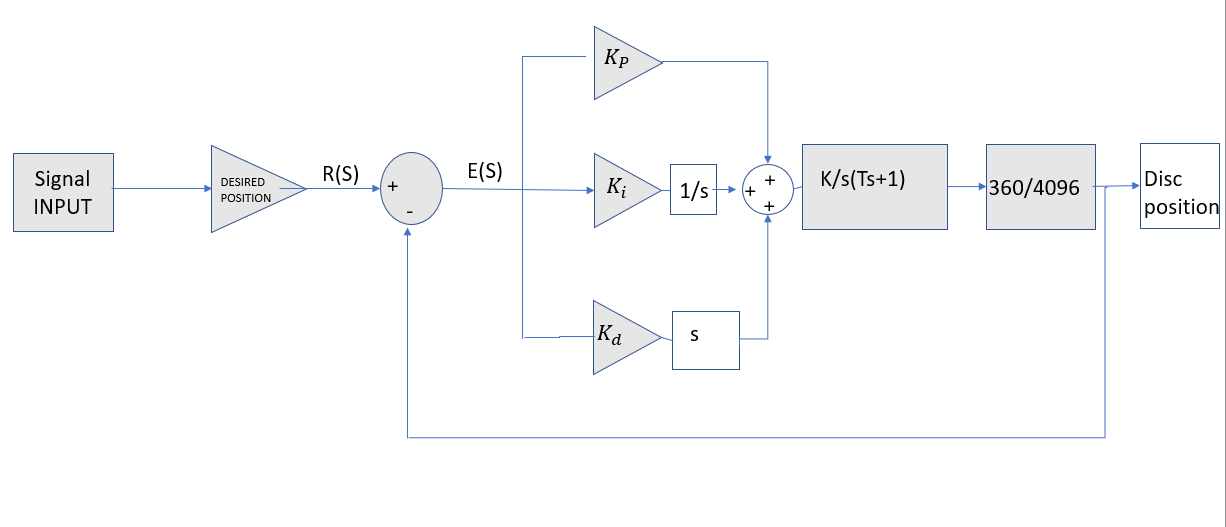 K_P
Signal
INPUT
DESIRED
POSITION
R(S)
+
-
E(S)
K_i
1/s
+
+
+
K/s(Ts+1)
360/4096
Disc
position
K_d
s